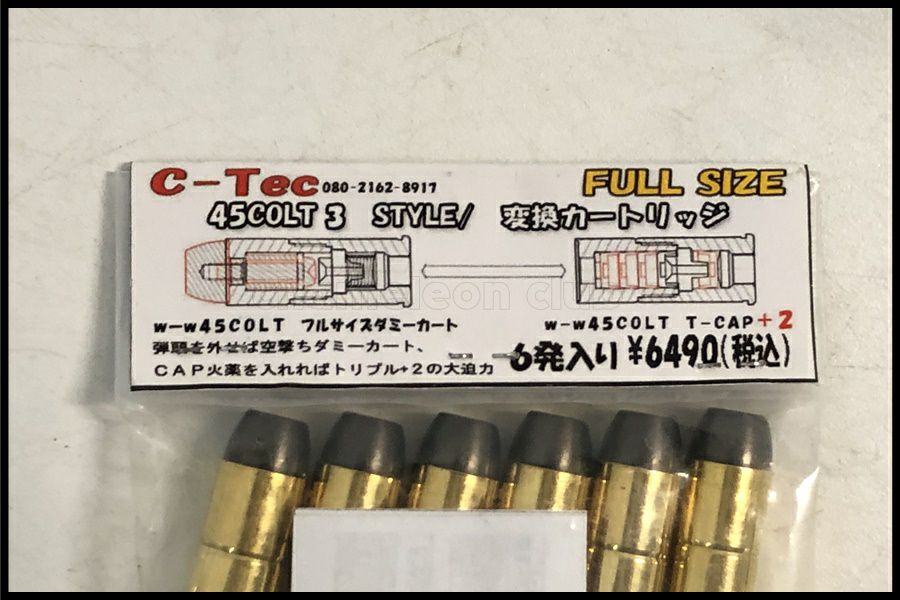 C-Tec 080-2162-8917 FULL SIZE
45COLT 3 STYLE/ 変換カートリッジ
w-w45COLT フルサイズダミーカート
w-w45COLT T-CAP+2
弾頭を外せば空撃ちダミーカート、
CAP火薬を入れればトリプル+2の大迫力
6発入り ¥6490(税込)